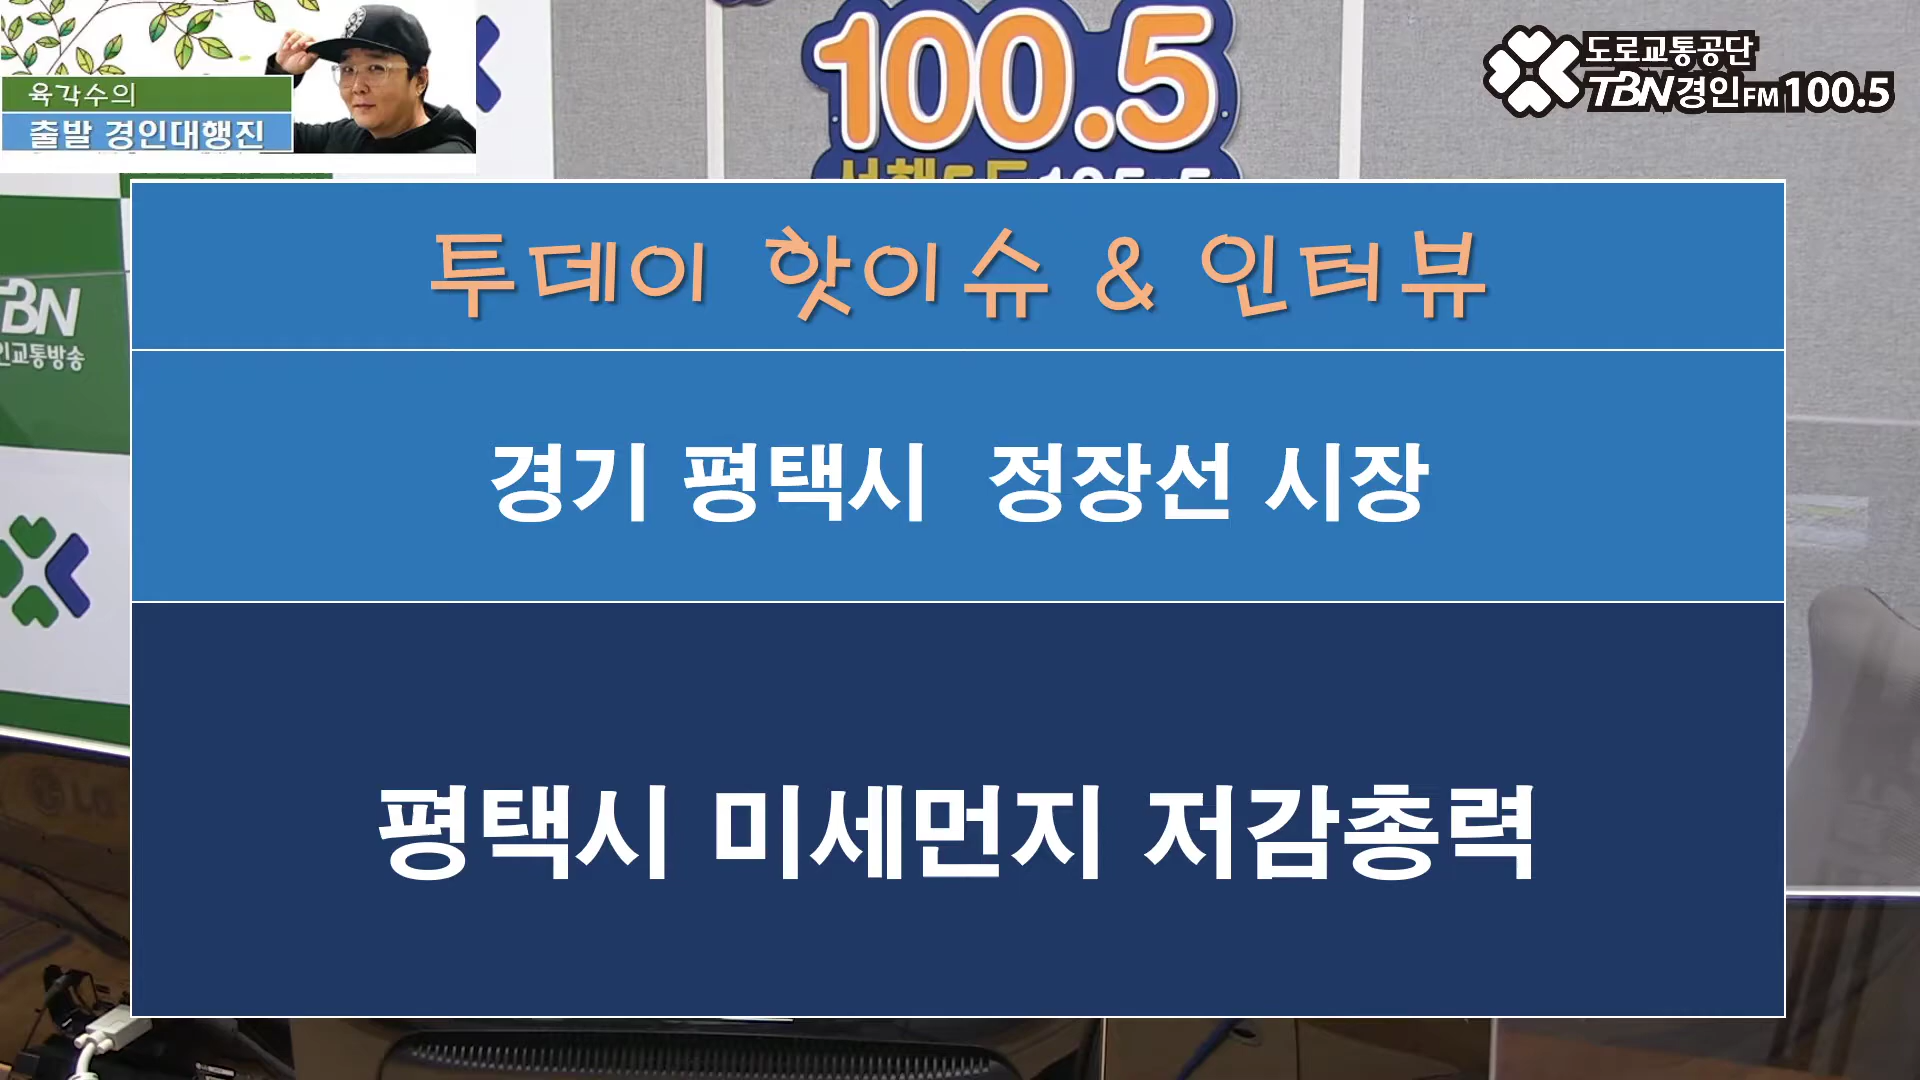 육각수의
출발 경인대행진
100.5
도로교통공단
TBN경인FM100.5
투데이 핫이슈 & 인터뷰
TBN
인교통방송
경기 평택시 정장선 시장
평택시 미세먼지 저감총력
LG